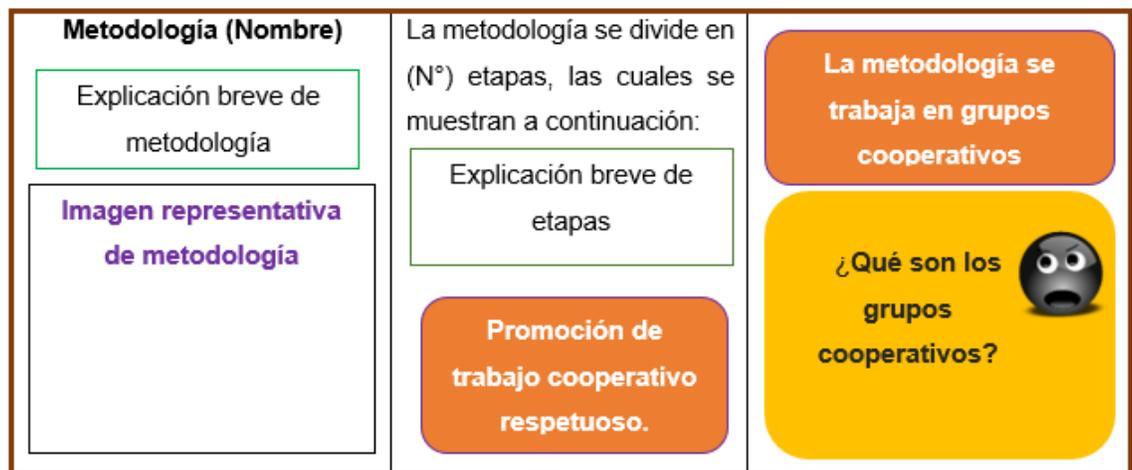 Metodología (Nombre)
Explicación breve de
metodología
Imagen representativa
de metodología
La metodología se divide en
(N°) etapas, las cuales se
muestran a continuación:
Explicación breve de
etapas
Promoción de
trabajo cooperativo
respetuoso.
La metodología se
trabaja en grupos
cooperativos
¿Qué son los
grupos
cooperativos?